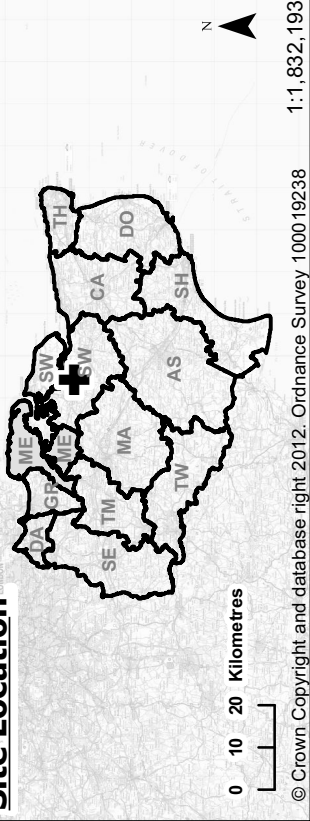 Site Location
N
TH
DO
CA
SH
SW
SW
AS
ME
ME
MA
TW
GR
DA
TM
SE
STRAITS OF DOVER
0 10 20 Kilometres
1:1,832,193
© Crown Copyright and database right 2012. Ordnance Survey 100019238